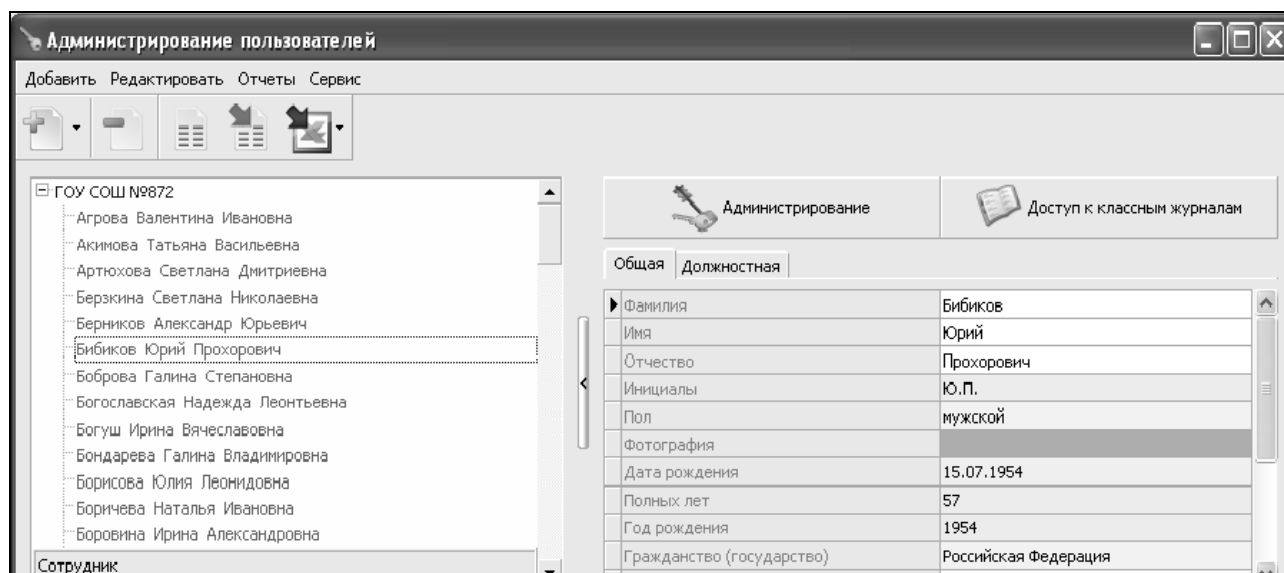 Администрирование пользователей
Добавить Редактировать Отчеты Сервис
ГОУ СОШ №872
Агрова Валентина Ивановна
Акимова Татьяна Васильевна
Артюхова Светлана Дмитриевна
Берзкина Светлана Николаевна
Берников Александр Юрьевич
Бибиков Юрий Прохорович
Боброва Галина Степановна
Богославская Надежда Леонтьевна
Богуш Ирина Вячеславовна
Бондарева Галина Владимировна
Борисова Юлия Леонидовна
Боричева Наталья Ивановна
Боровина Ирина Александровна
Сотрудник
Администрирование
Доступ к классным журналам
Общая Должностная
Фамилия Бибиков
Имя Юрий
Отчество Прохорович
Инициалы Ю.П.
Пол мужской
Фотография
Дата рождения 15.07.1954
Полных лет 57
Год рождения 1954
Гражданство (государство) Российская Федерация